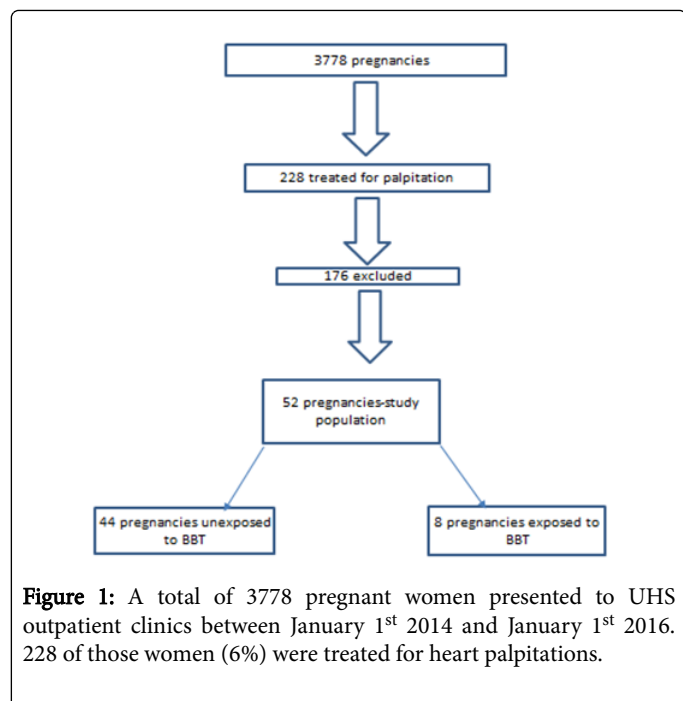 3778 pregnancies
228 treated for palpitation
176 excluded
52 pregnancies-study
population
44 pregnancies unexposed
to BBT
8 pregnancies exposed to
BBT
Figure 1: A total of 3778 pregnant women presented to UHS
outpatient clinics between January 1st 2014 and January 1st 2016.
228 of those women (6%) were treated for heart palpitations.